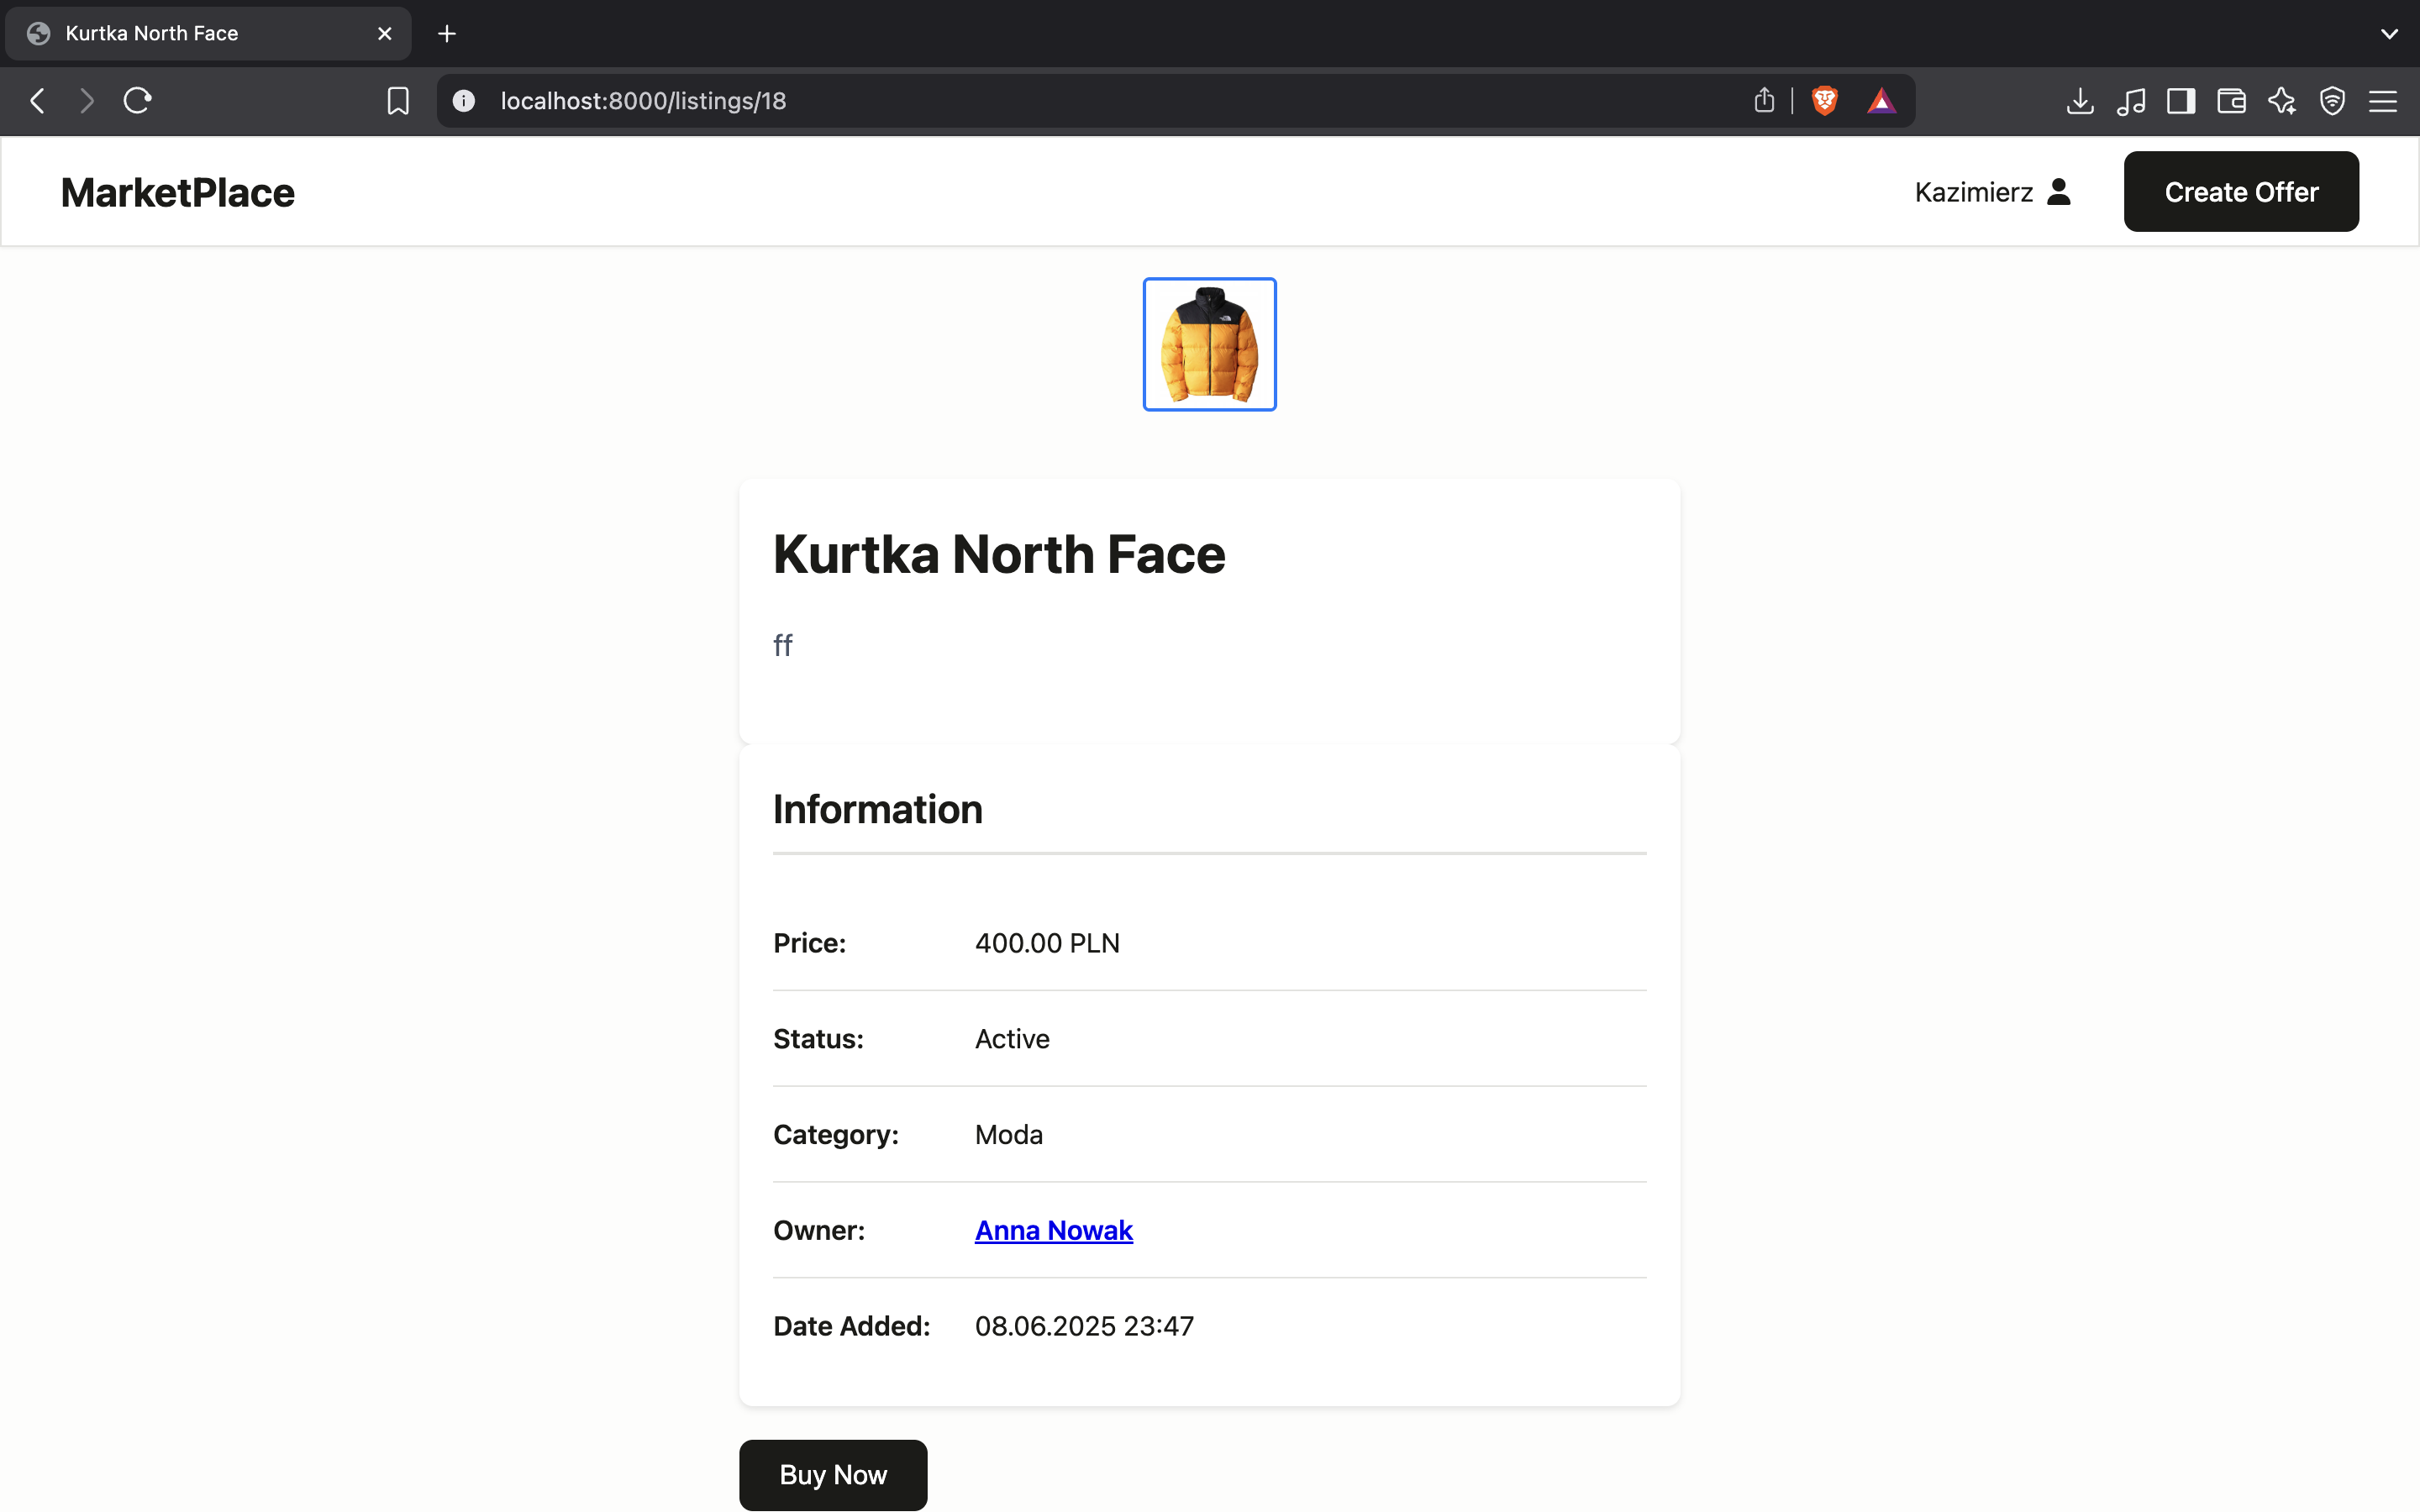 Kurtka North Face
localhost:8000/listings/18
MarketPlace
Kazimierz
Create Offer
Kurtka North Face
ff
Information
Price: 400.00 PLN
Status: Active
Category: Moda
Owner: Anna Nowak
Date Added: 08.06.2025 23:47
Buy Now